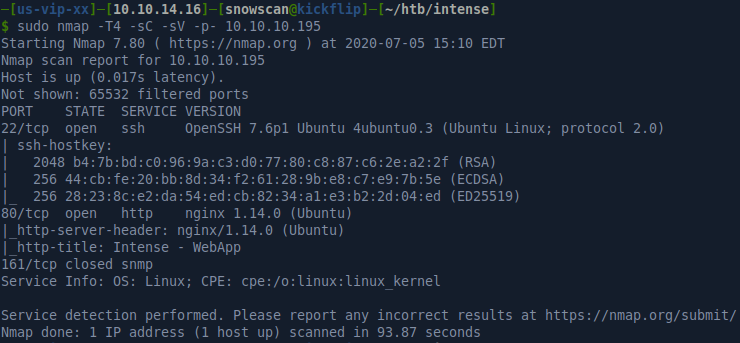 ─[us-vip-xx]─[10.10.14.16]─[snowscan@kickflip]─[~/htb/intense]
$ sudo nmap -T4 -sC -sV -p- 10.10.10.195
Starting Nmap 7.80 ( https://nmap.org ) at 2020-07-05 15:10 EDT
Nmap scan report for 10.10.10.195
Host is up (0.017s latency).
Not shown: 65532 filtered ports
PORT    STATE  SERVICE VERSION
22/tcp  open   ssh     OpenSSH 7.6p1 Ubuntu 4ubuntu0.3 (Ubuntu Linux; protocol 2.0)
| ssh-hostkey:
|   2048 b4:7b:bd:c0:96:9a:c3:d0:77:80:c8:87:c6:2e:a2:2f (RSA)
|   256 44:cb:fe:20:bb:8d:34:f2:61:28:9b:e8:c7:e9:7b:5e (ECDSA)
|_  256 28:23:8c:e2:da:54:ed:cb:82:34:a1:e3:b2:2d:04:ed (ED25519)
80/tcp  open   http    nginx 1.14.0 (Ubuntu)
|_http-server-header: nginx/1.14.0 (Ubuntu)
|_http-title: Intense - WebApp
161/tcp closed snmp
Service Info: OS: Linux; CPE: cpe:/o:linux:linux_kernel

Service detection performed. Please report any incorrect results at https://nmap.org/submit/
Nmap done: 1 IP address (1 host up) scanned in 93.87 seconds